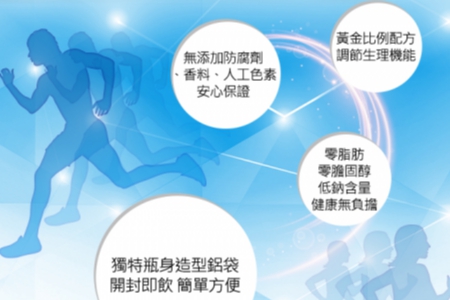 無添加防腐劑
、香料、人工色素
安心保證
黃金比例配方
調節生理機能
零脂肪
零膽固醇
低鈉含量
健康無負擔
獨特瓶身造型鋁袋
開封即飲 簡單方便